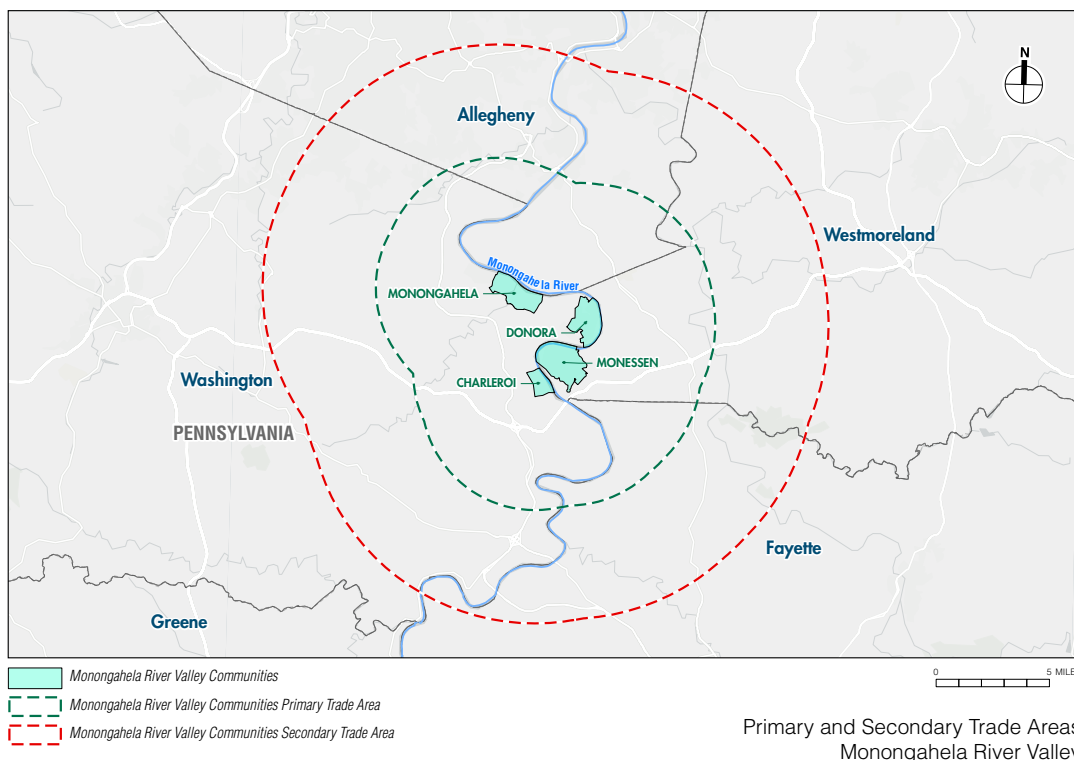 N
Allegheny
Westmoreland
Monongahela River
MONONGAHELA
DONORA
MONESSEN
CHARLEROI
Washington
PENNSYLVANIA
Fayette
Greene
Monongahela River Valley Communities
Monongahela River Valley Communities Primary Trade Area
Monongahela River Valley Communities Secondary Trade Area
0 5 MILE
Primary and Secondary Trade Areas
Monongahela River Valley